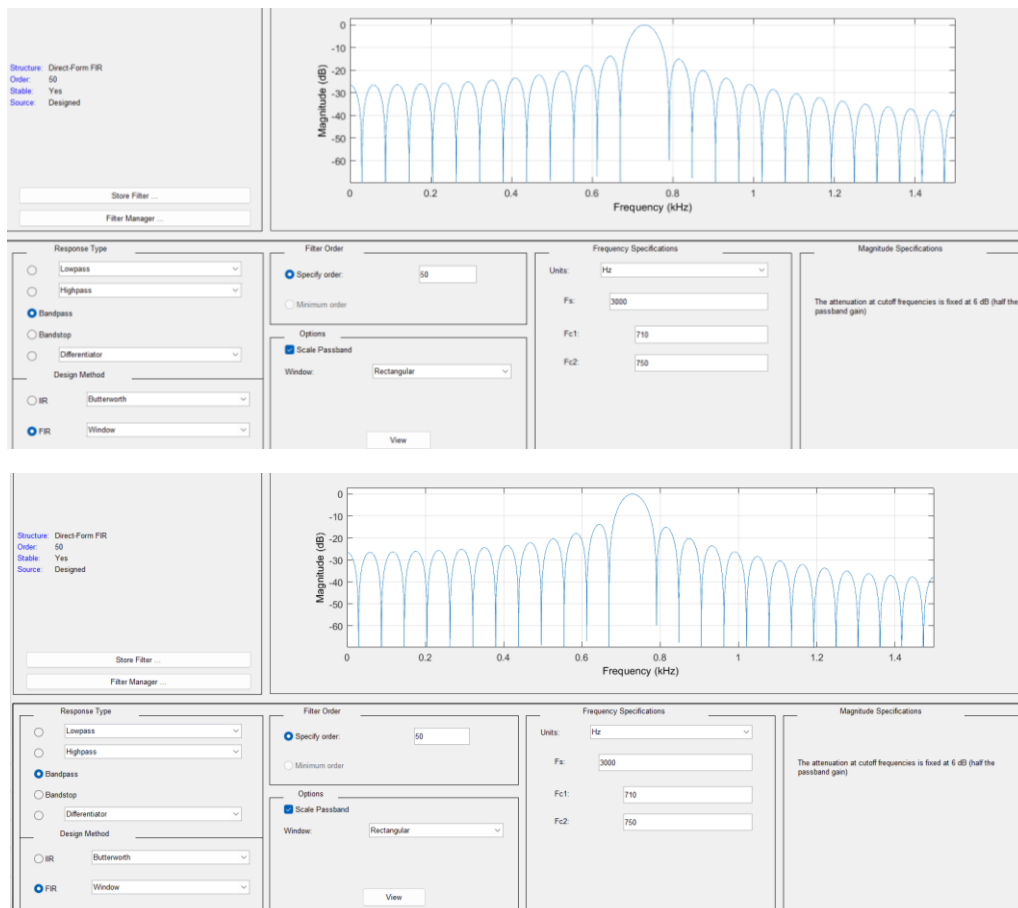 0
-10
-20
-30
-40
-50
-60
Magnitude (dB)
0 0.2 0.4 0.6 0.8 1 1.2 1.4
Frequency (kHz)
Structure: Direct-Form FIR
Order: 50
Stable: Yes
Source: Designed
Store Filter ...
Filter Manager ...
Response Type
Lowpass
Highpass
Bandpass
Bandstop
Differentiator
Design Method
IIR Butterworth
FIR Window
Filter Order
Specify order: 50
Minimum order
Options
Scale Passband
Window: Rectangular
View
Frequency Specifications
Units: Hz
Fs: 3000
Fc1: 710
Fc2: 750
Magnitude Specifications
The attenuation at cutoff frequencies is fixed at 6 dB (half the
passband gain)
0
-10
-20
-30
-40
-50
-60
Magnitude (dB)
0 0.2 0.4 0.6 0.8 1 1.2 1.4
Frequency (kHz)
Structure: Direct-Form FIR
Order: 50
Stable: Yes
Source: Designed
Store Filter ...
Filter Manager ...
Response Type
Lowpass
Highpass
Bandpass
Bandstop
Differentiator
Design Method
IIR Butterworth
FIR Window
Filter Order
Specify order: 50
Minimum order
Options
Scale Passband
Window: Rectangular
View
Frequency Specifications
Units: Hz
Fs: 3000
Fc1: 710
Fc2: 750
Magnitude Specifications
The attenuation at cutoff frequencies is fixed at 6 dB (half the
passband gain)